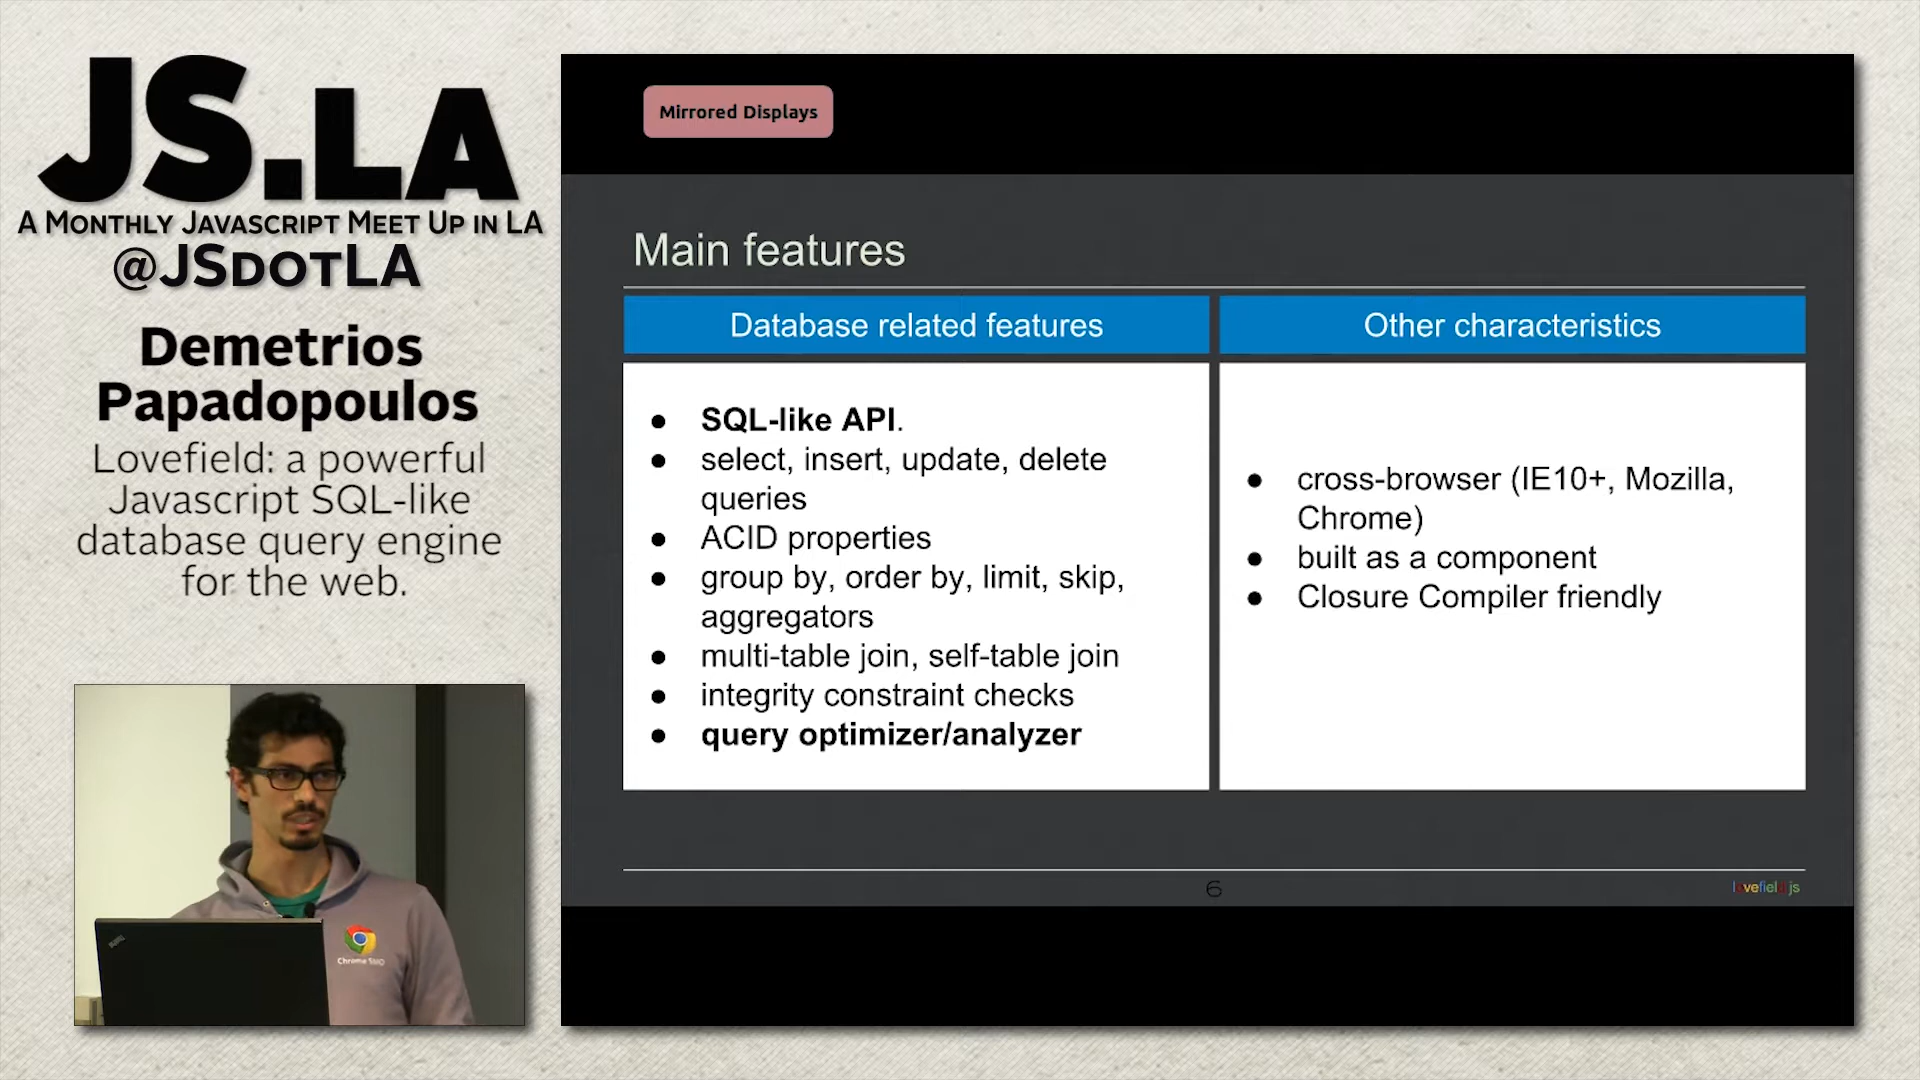 JS.LA
A Monthly Javascript Meet Up in LA
@JSdotLA
Demetrios
Papadopoulos
Lovefield: a powerful
Javascript SQL-like
database query engine
for the web.
Mirrored Displays
Main features
Database related features
● SQL-like API.
● select, insert, update, delete
queries
● ACID properties
● group by, order by, limit, skip,
aggregators
● multi-table join, self-table join
● integrity constraint checks
● query optimizer/analyzer
Other characteristics
● cross-browser (IE10+, Mozilla,
Chrome)
● built as a component
● Closure Compiler friendly
6
lovefield js
Chrome